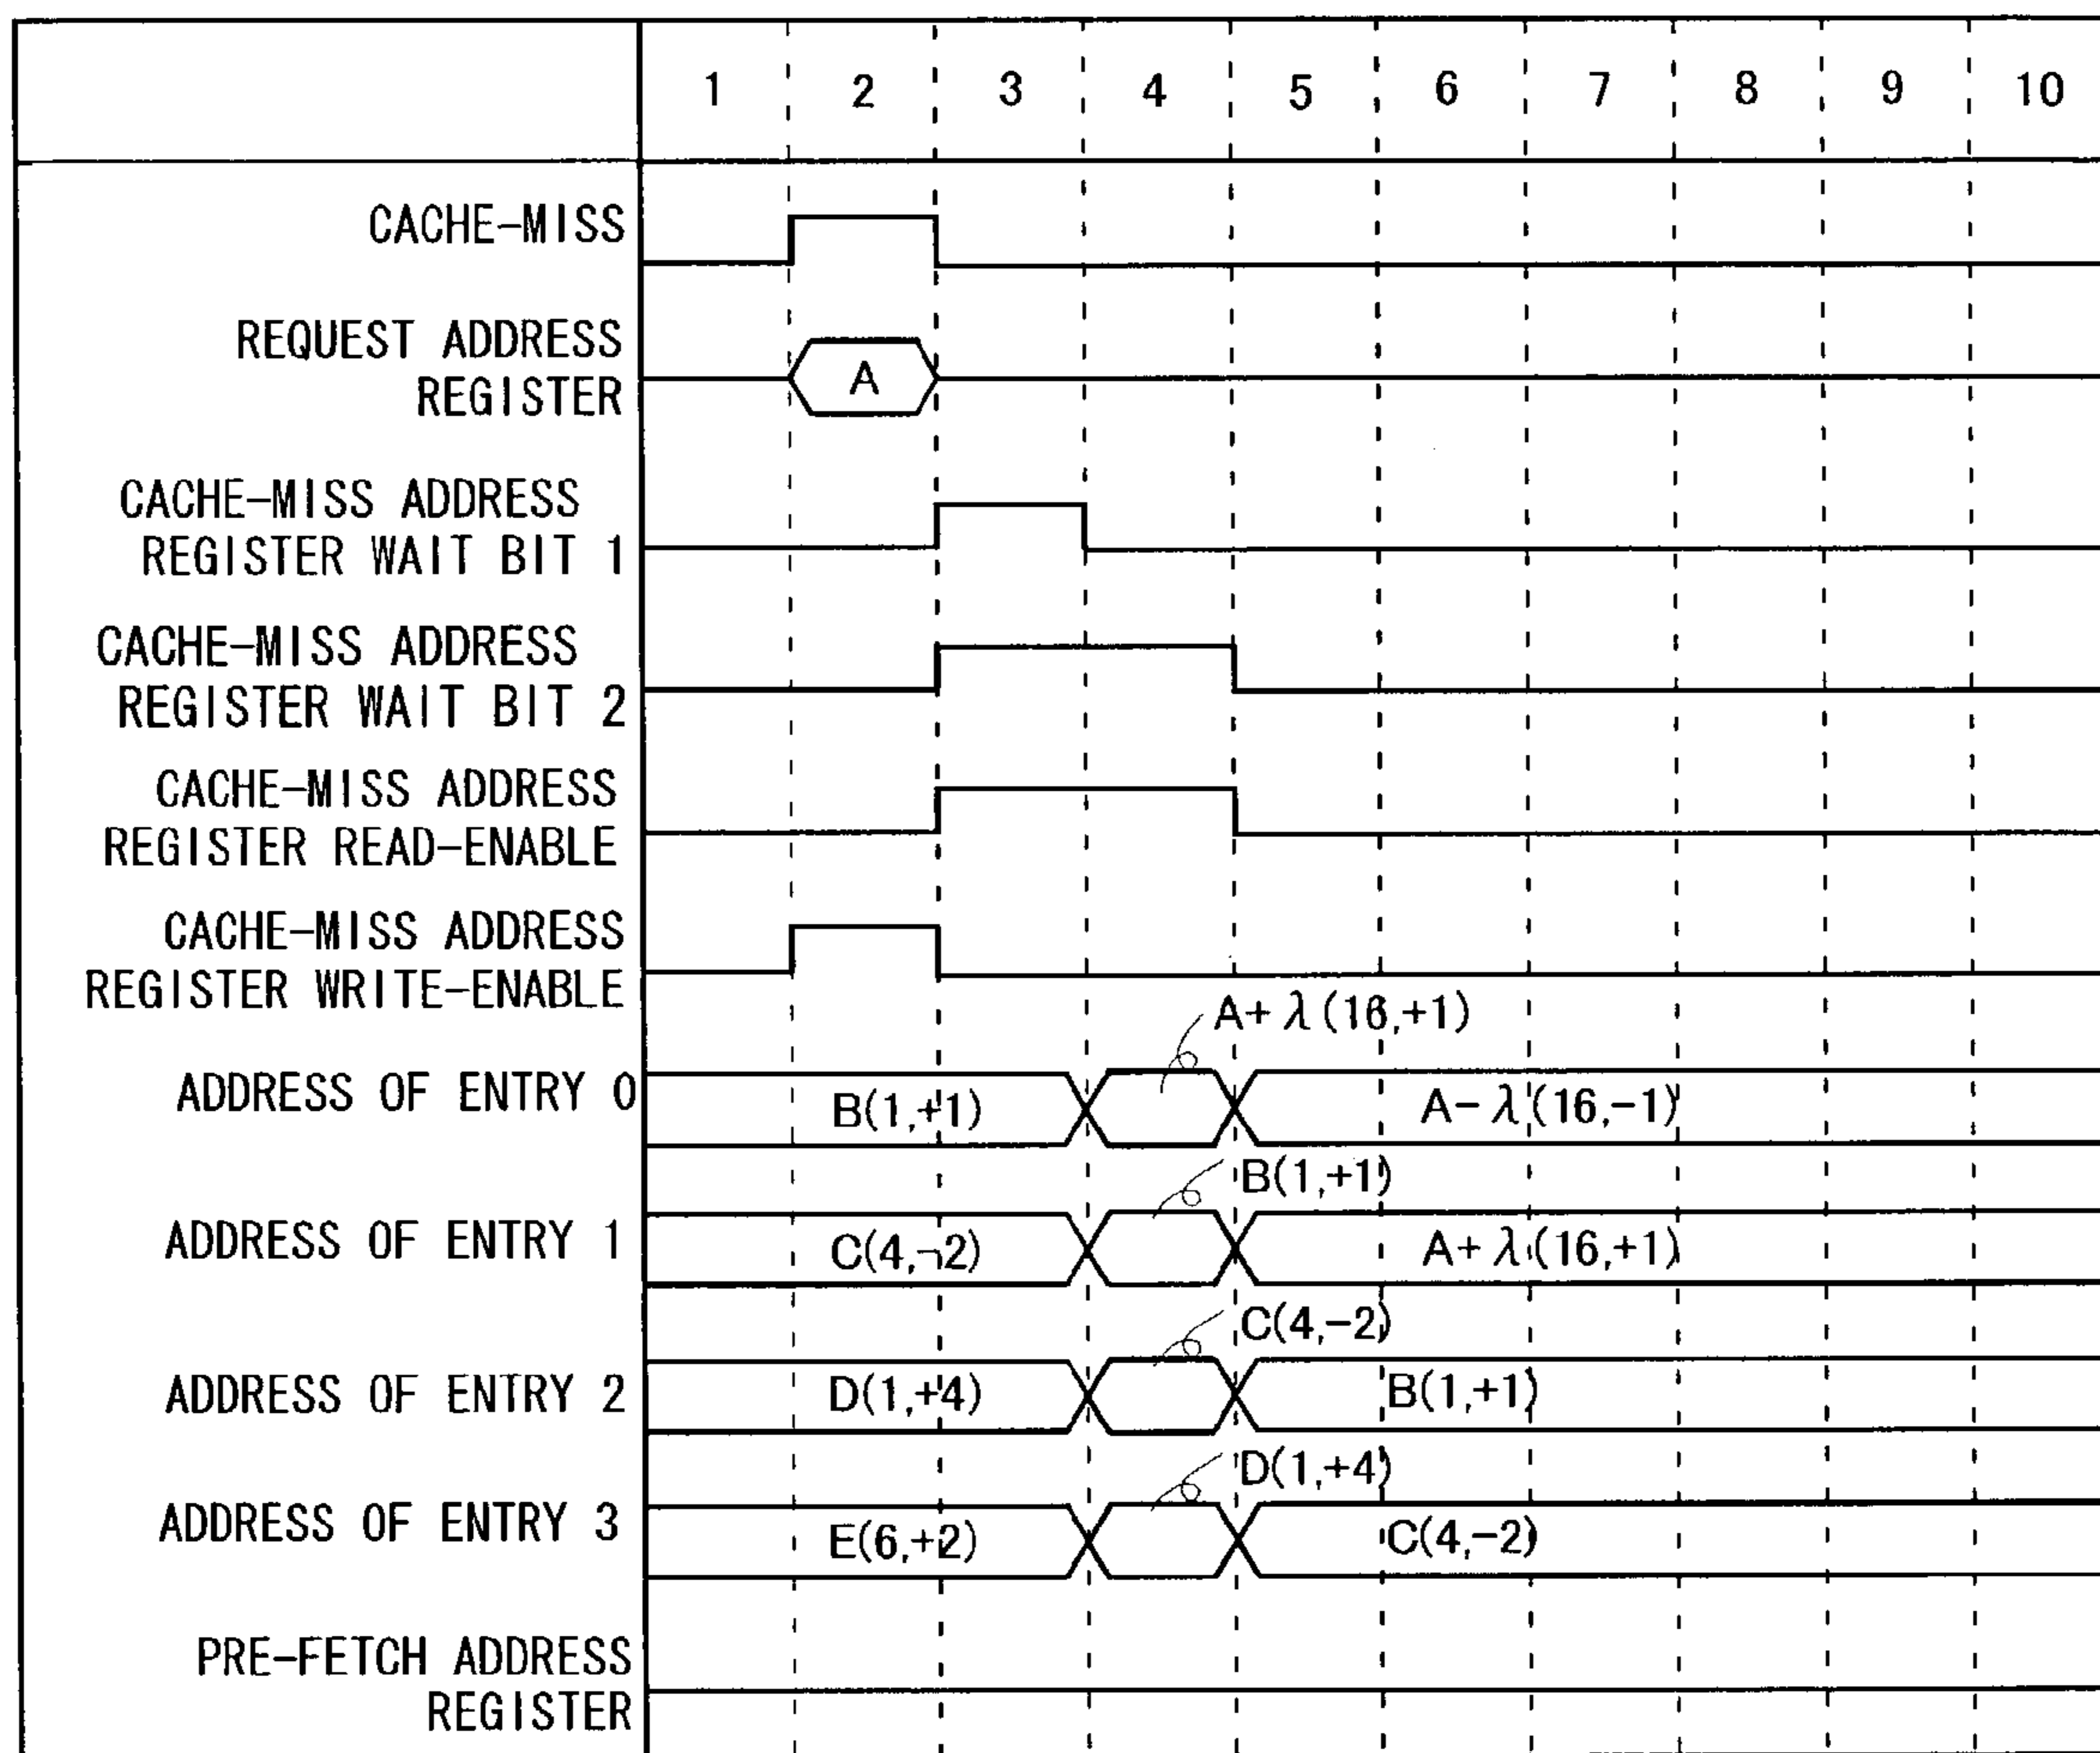 1 2 3 4 5 6 7 8 9 10
CACHE-MISS
REQUEST ADDRESS
REGISTER
A
CACHE-MISS ADDRESS
REGISTER WAIT BIT 1
CACHE-MISS ADDRESS
REGISTER WAIT BIT 2
CACHE-MISS ADDRESS
REGISTER READ-ENABLE
CACHE-MISS ADDRESS
REGISTER WRITE-ENABLE
A+λ(16,+1)
ADDRESS OF ENTRY 0 B(1,+1) A-λ(16,-1)
B(1,+1)
ADDRESS OF ENTRY 1 C(4,-2) A+λ(16,+1)
C(4,-2)
ADDRESS OF ENTRY 2 D(1,+4) B(1,+1)
D(1,+4)
ADDRESS OF ENTRY 3 E(6,+2) C(4,-2)
PRE-FETCH ADDRESS
REGISTER